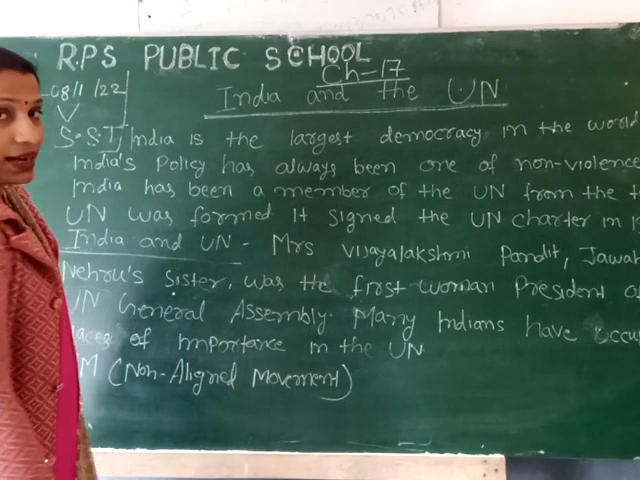 R.P.S PUBLIC SCHOOL
Ch-17
08/1/22
India and the UN
V
S.S.T, India is the largest democracy in the world
India's Policy has always been one of non-violence
India has been a member of the UN from the
UN was formed It signed the UN charter in
India and UN - Mrs Vijayalakshmi Pandit, Jawah
Nehru's Sister, was the first woman President of
UN General Assembly. Many Indians have occu
laces of importance in the UN.
M (Non-Aligned Movement)